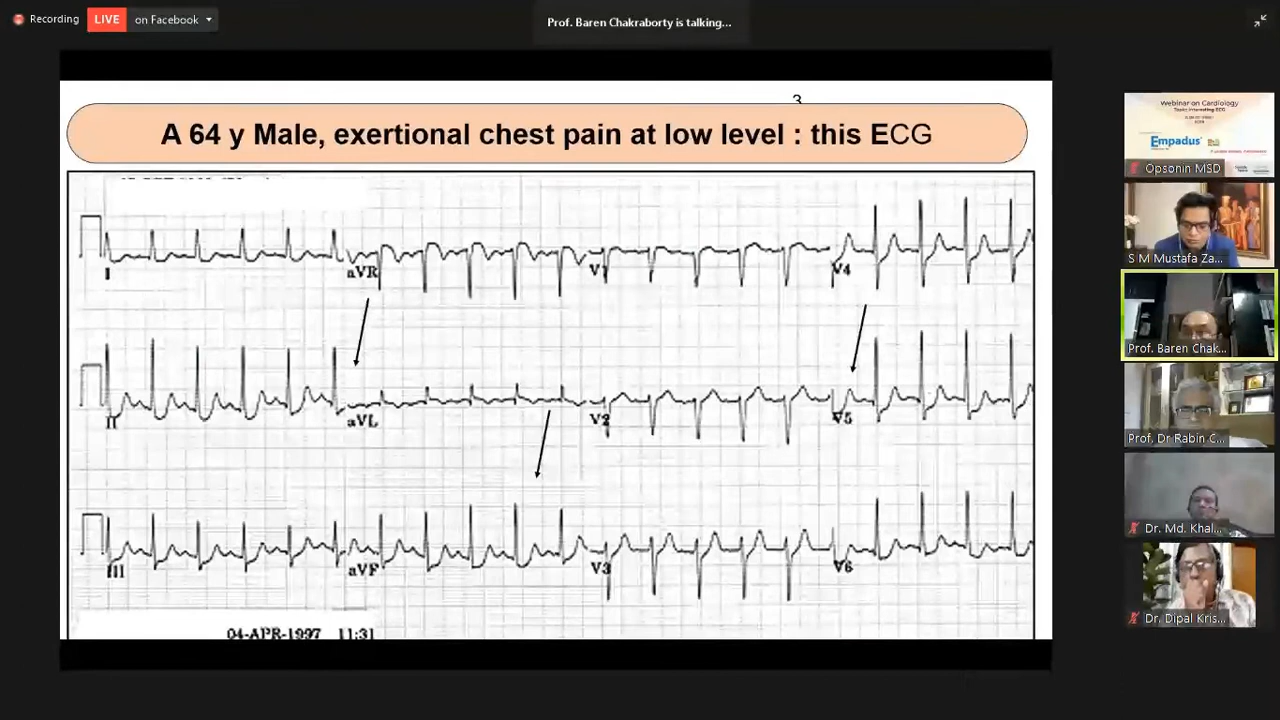 Recording
LIVE on Facebook
Prof. Baren Chakraborty is talking...
3
A 64 y Male, exertional chest pain at low level : this ECG
I
aVR
V1
V4
II
aVL
V2
V5
III
aVF
V3
V6
04-APR-1997 11:31
Webinar on Cardiology
Empadus
Opsonin MSD
S M Mustafa Za...
Prof. Baren Chak...
Prof. Dr Rabin C...
Dr. Md. Khal...
Dr. Dipal Kris...